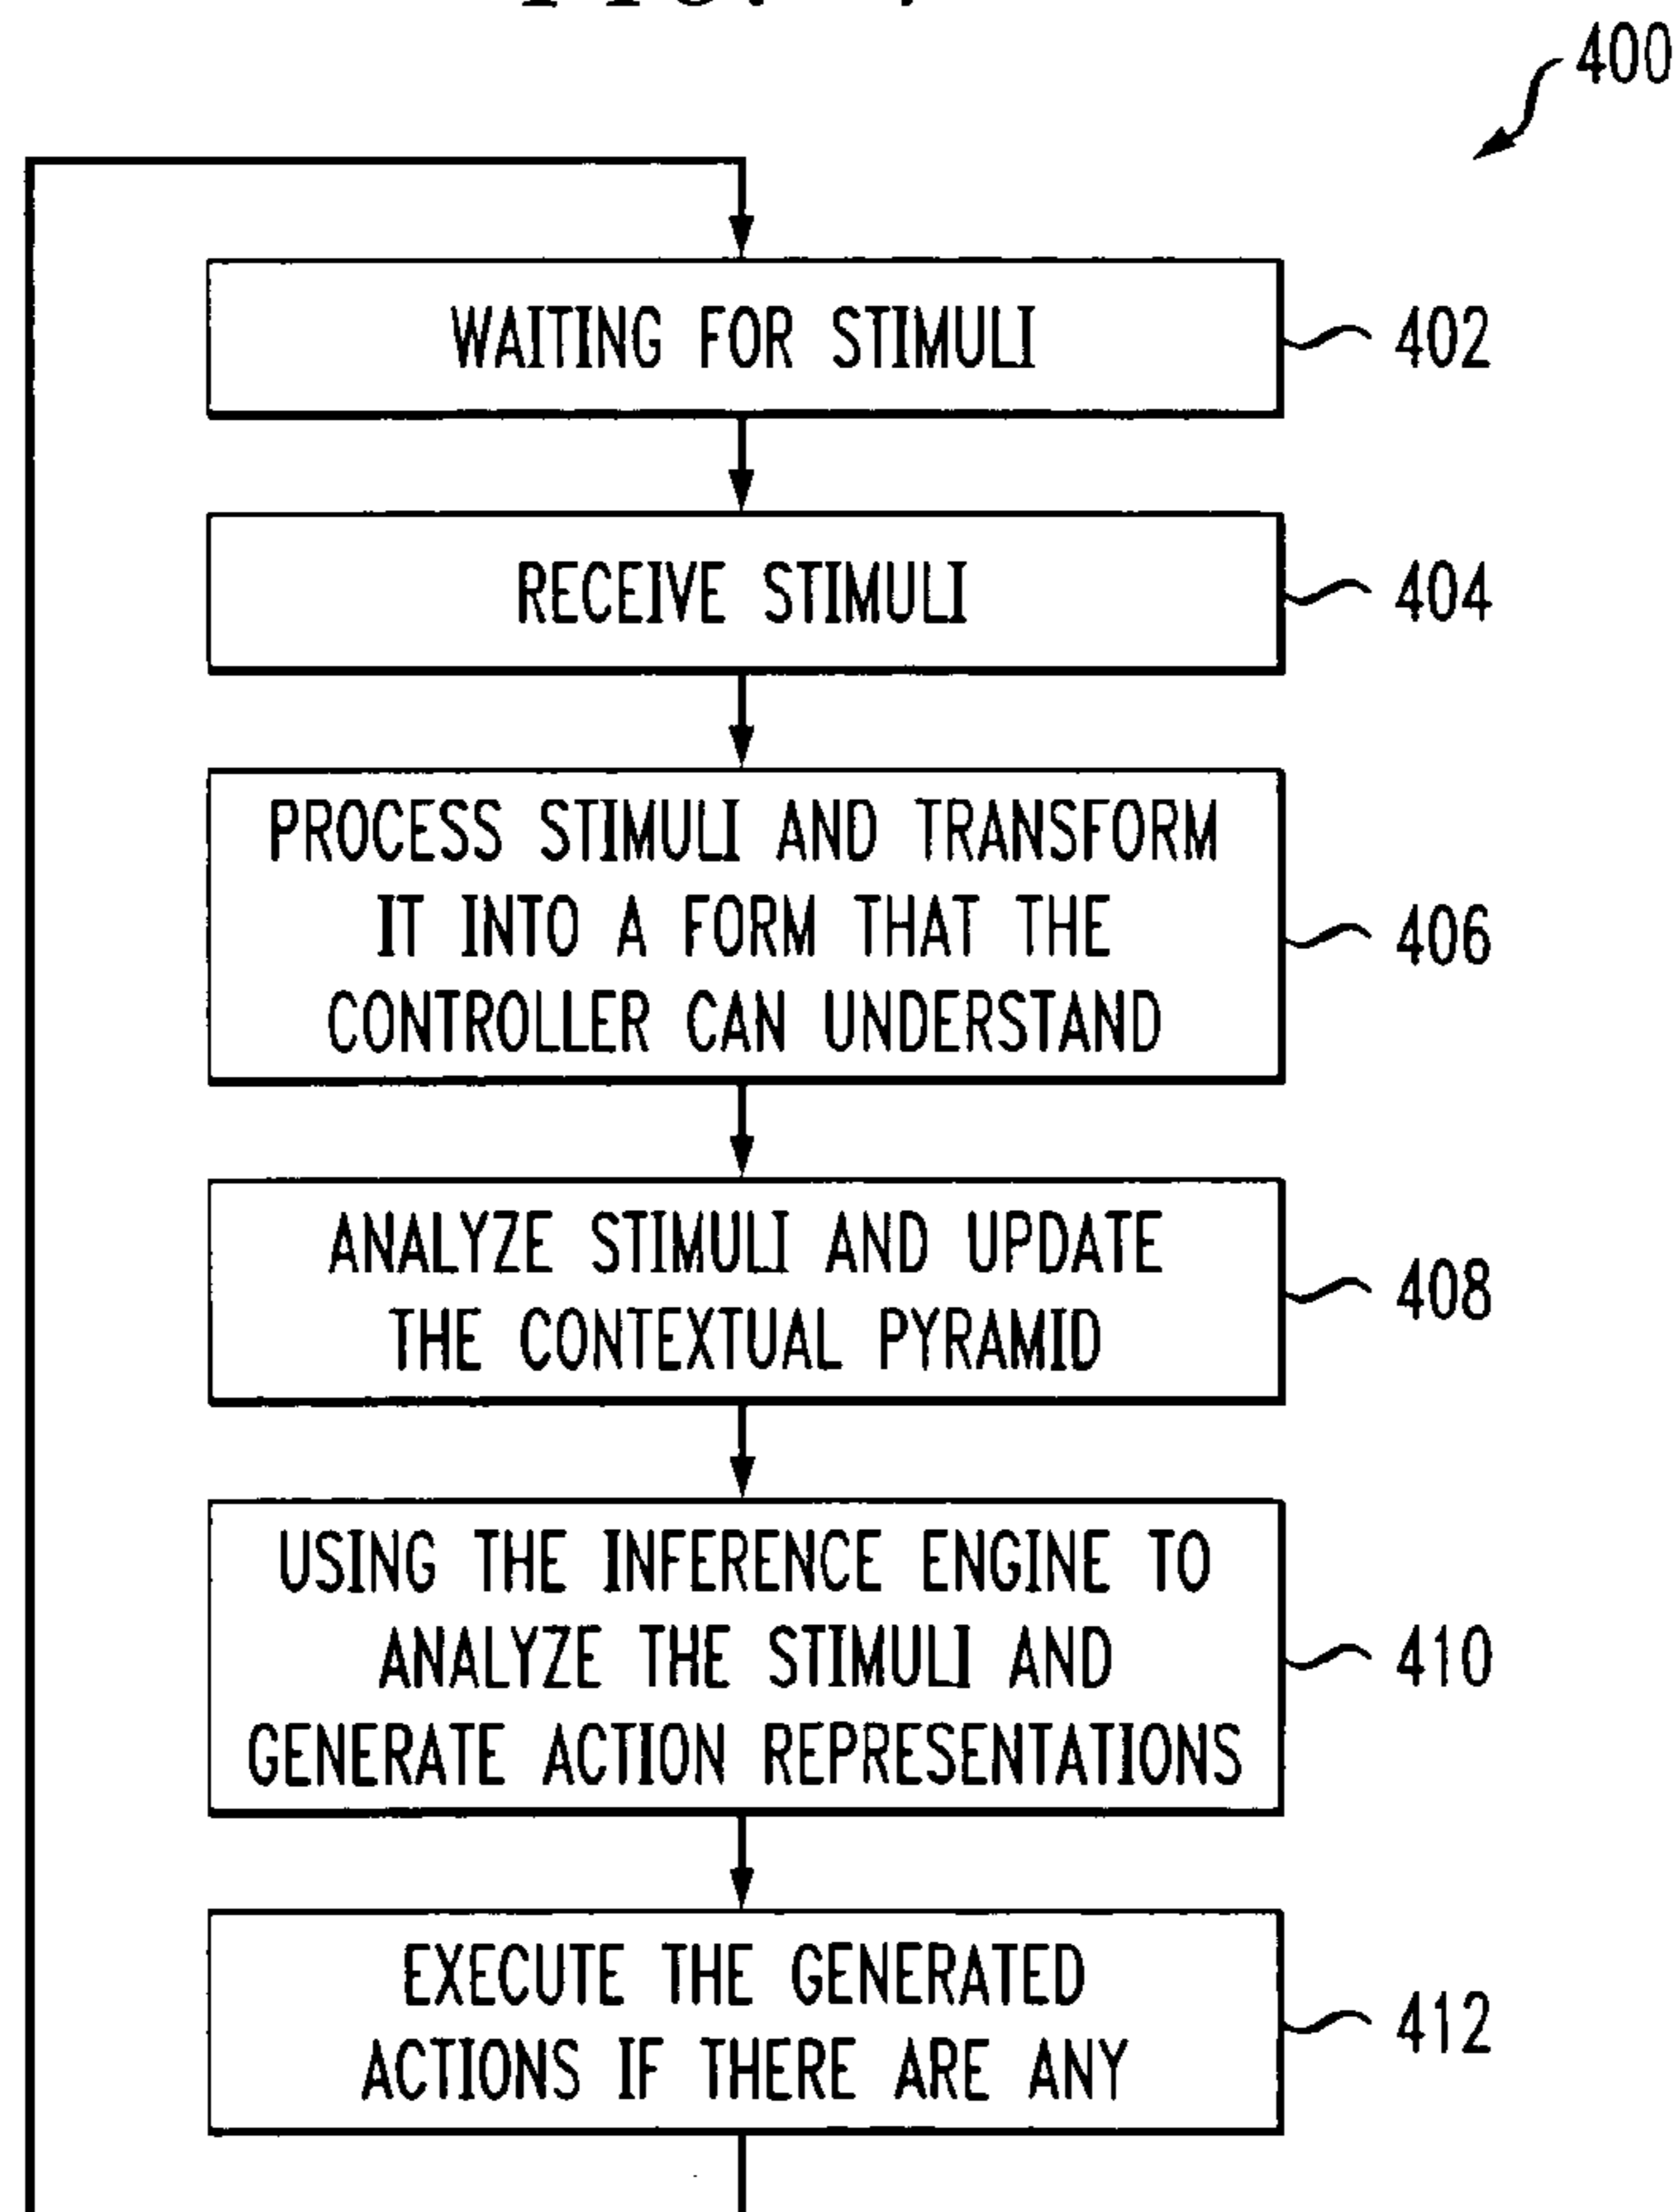 400
WAITING FOR STIMULI
402
RECEIVE STIMULI
404
PROCESS STIMULI AND TRANSFORM
IT INTO A FORM THAT THE
CONTROLLER CAN UNDERSTAND
406
ANALYZE STIMULI AND UPDATE
THE CONTEXTUAL PYRAMID
408
USING THE INFERENCE ENGINE TO
ANALYZE THE STIMULI AND
GENERATE ACTION REPRESENTATIONS
410
EXECUTE THE GENERATED
ACTIONS IF THERE ARE ANY
412